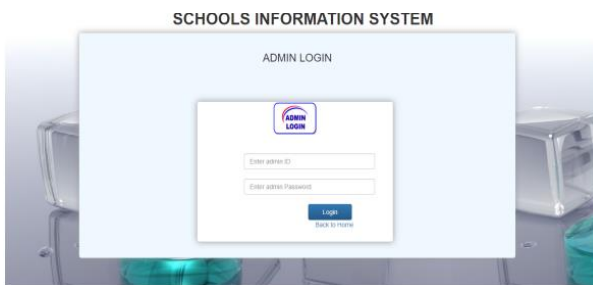 SCHOOLS INFORMATION SYSTEM
ADMIN LOGIN
ADMIN
LOGIN
Enter admin ID
Enter admin Password
Login
Back to Home